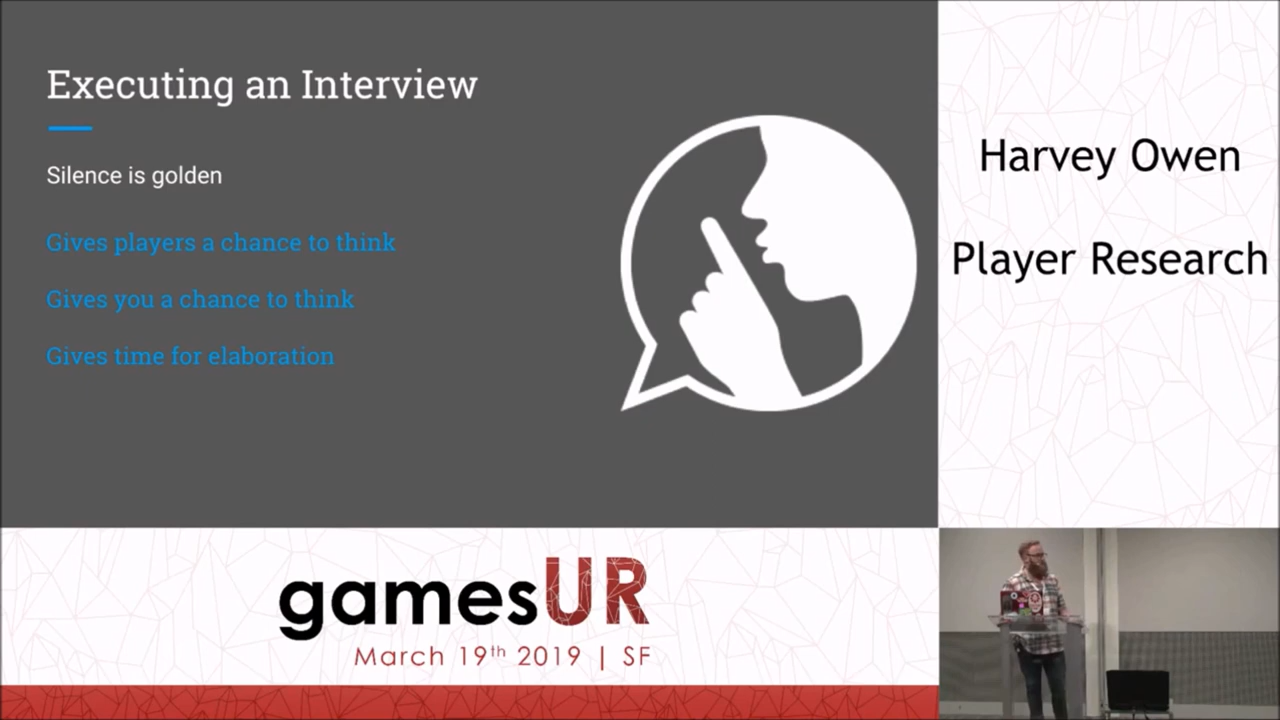 Executing an Interview
Silence is golden
Gives players a chance to think
Gives you a chance to think
Gives time for elaboration
Harvey Owen
Player Research
gamesUR
March 19th 2019 | SF